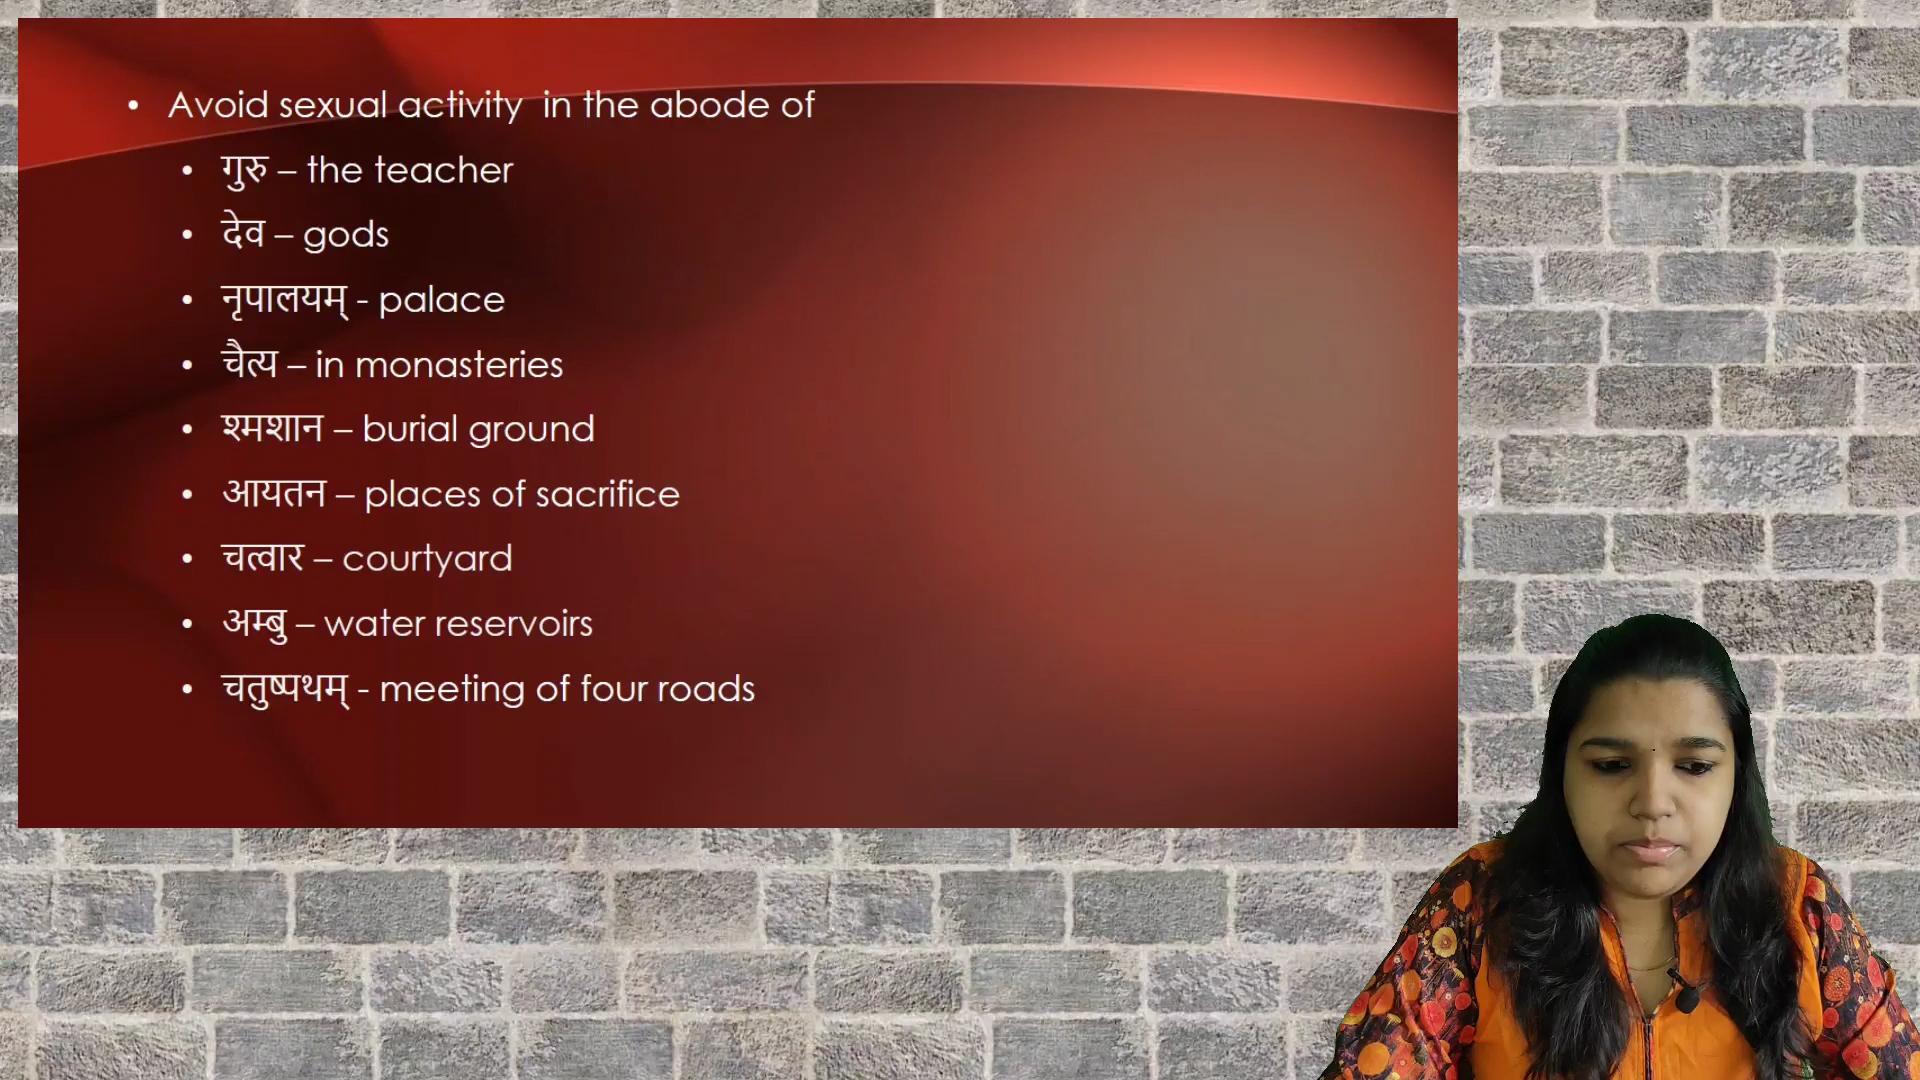 • Avoid sexual activity in the abode of
• गुरु – the teacher
• देव – gods
• नृपालयम् - palace
• चैत्य – in monasteries
• श्मशान – burial ground
• आयतन – places of sacrifice
• चत्वार – courtyard
• अम्बु – water reservoirs
• चतुष्पथम् - meeting of four roads